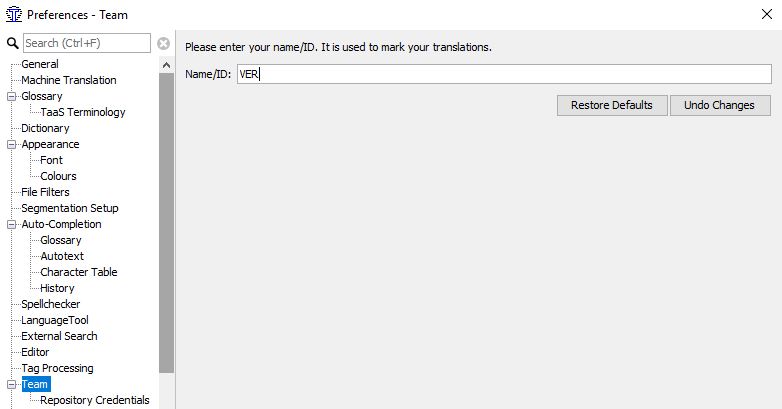 Preferences - Team
Search (Ctrl+F)
General
Machine Translation
Glossary
TaaS Terminology
Dictionary
Appearance
Font
Colours
File Filters
Segmentation Setup
Auto-Completion
Glossary
Autotext
Character Table
History
Spellchecker
LanguageTool
External Search
Editor
Tag Processing
Team
Repository Credentials
Please enter your name/ID. It is used to mark your translations.
Name/ID: VER
Restore Defaults Undo Changes